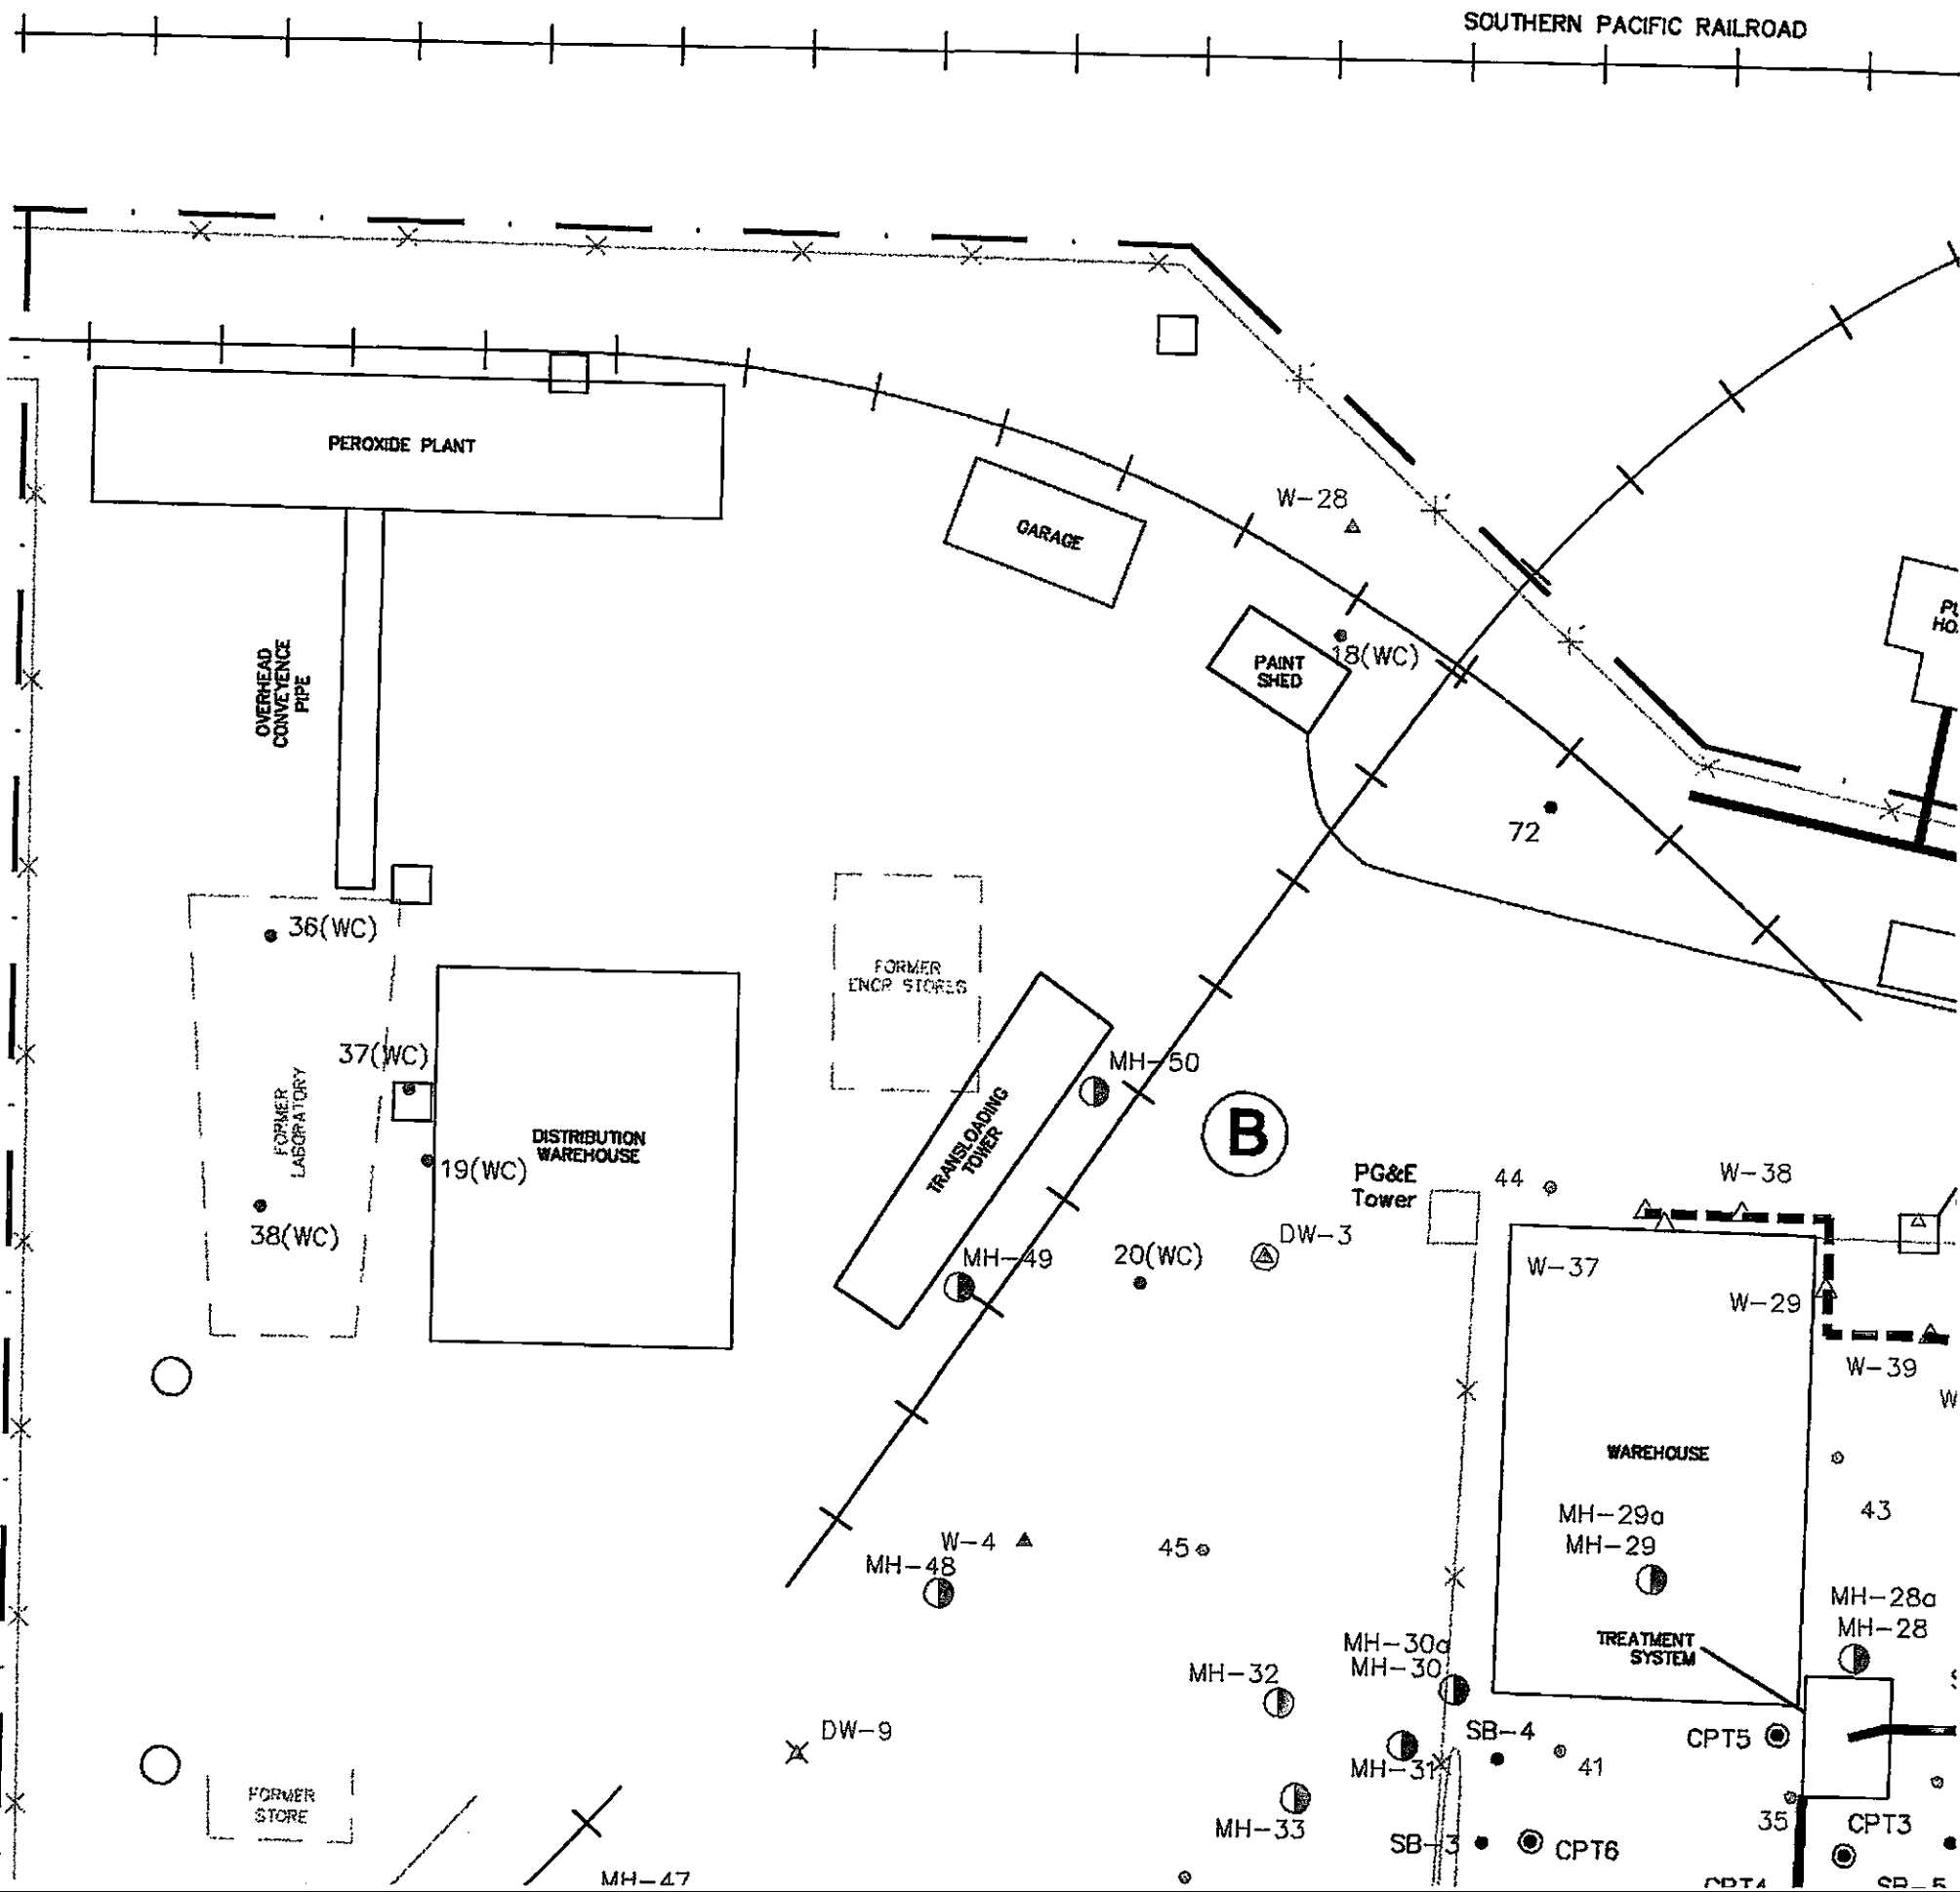 SOUTHERN PACIFIC RAILROAD
PEROXIDE PLANT
W-28
GARAGE
OVERHEAD
CONVEYENCE
PIPE
18(WC)
PAINT
SHED
72
36(WC)
FORMER
ENCR STORES
37(WC)
MH-50
FORMER
LABORATORY
DISTRIBUTION
WAREHOUSE
TRANSLOADING
TOWER
B
19(WC)
PG&E
Tower
44
W-38
38(WC)
MH-49
20(WC)
DW-3
W-37
W-29
W-39
WAREHOUSE
43
MH-29a
MH-29
W-4
45
MH-48
MH-28a
MH-28
TREATMENT
SYSTEM
MH-30a
MH-30
MH-32
SB-4
CPT5
DW-9
MH-31
41
FORMER
STORE
MH-33
35
CPT3
SB-3
CPT6
MH-47
CPT4
SB-5